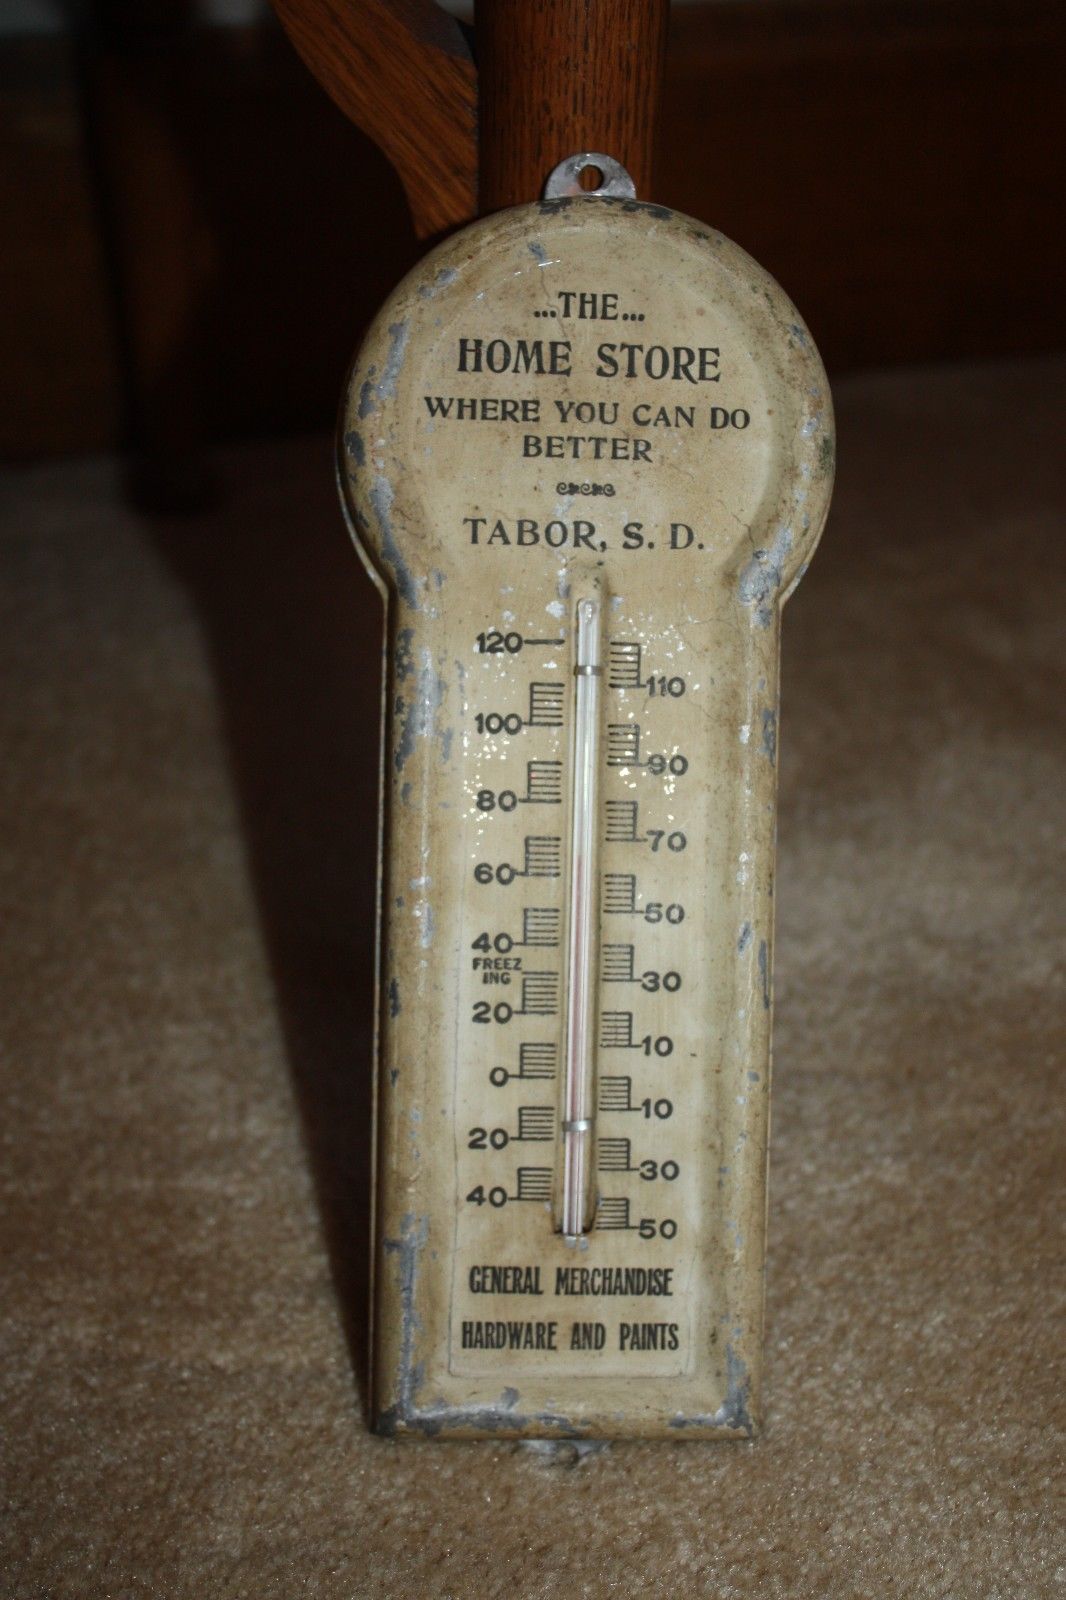 ...THE...
HOME STORE
WHERE YOU CAN DO
BETTER
TABOR, S. D.
120
110
100
90
80
70
60
50
40
FREEZ
ING
30
20
10
0
10
20
30
40
50
GENERAL MERCHANDISE
HARDWARE AND PAINTS